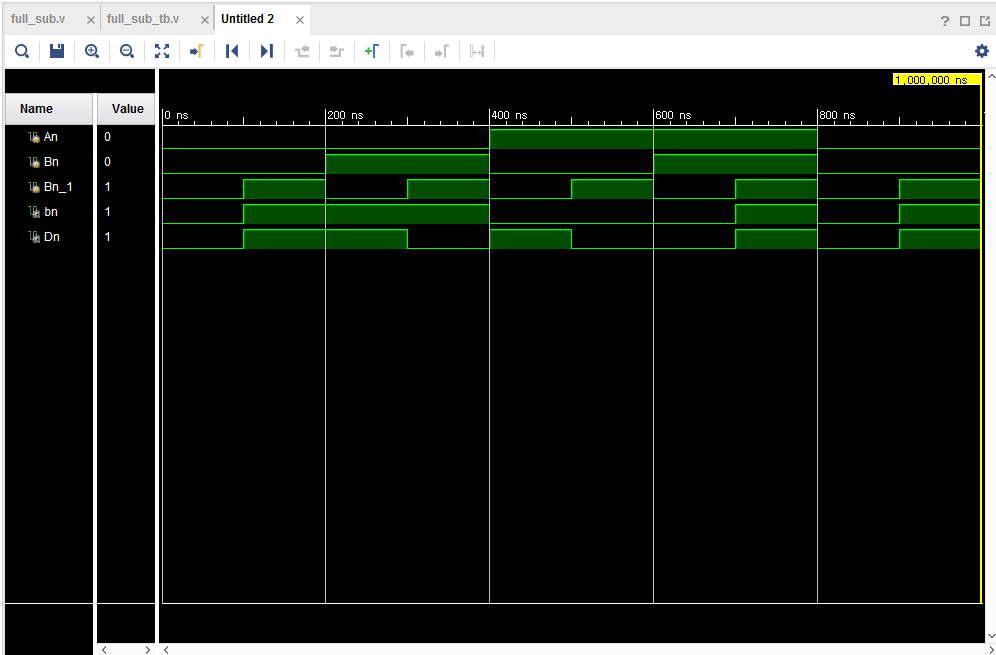 full_sub.v full_sub_tb.v Untitled 2
1,000,000 ns
Name Value
0 ns 200 ns 400 ns 600 ns 800 ns
An 0
Bn 0
Bn_1 1
bn 1
Dn 1